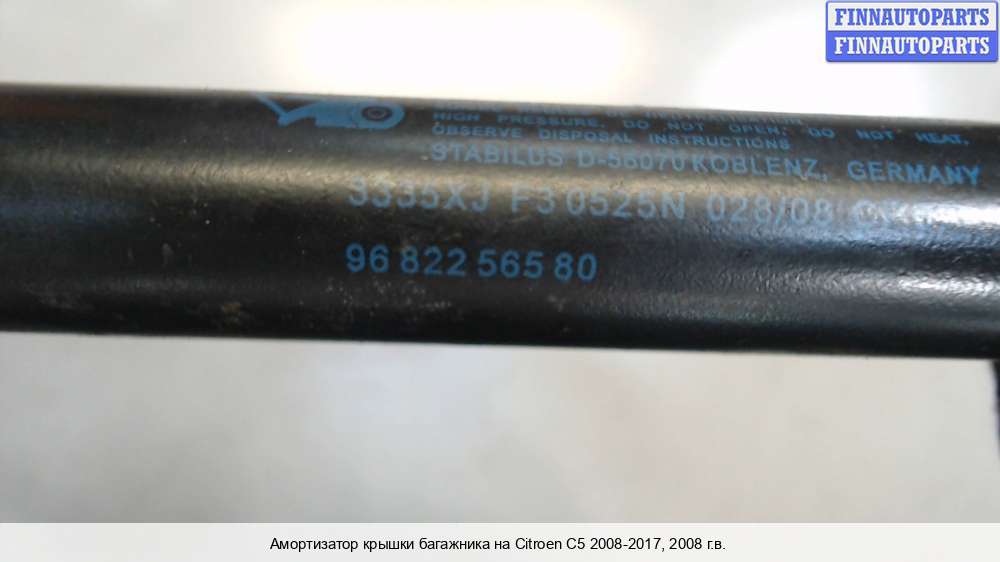 FINNAUTOPARTS
FINNAUTOPARTS
HIGH PRESSURE, DO NOT OPEN, DO NOT HEAT,
OBSERVE DISPOSAL INSTRUCTIONS
STABILUS D-56070 KOBLENZ, GERMANY
3335XJ F3 0525N 028/08
96 822 565 80
Амортизатор крышки багажника на Citroen C5 2008-2017, 2008 г.в.